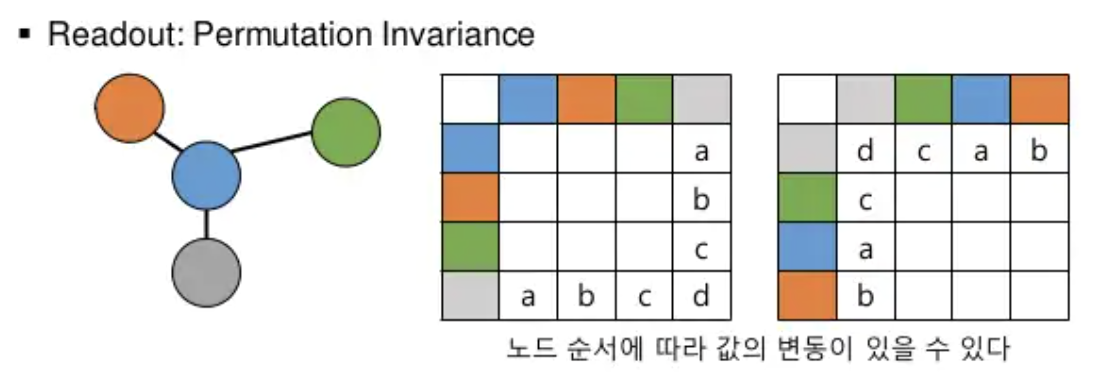 ▪ Readout: Permutation Invariance
a d c a b
b c
c a
a b c d b
노드 순서에 따라 값의 변동이 있을 수 있다